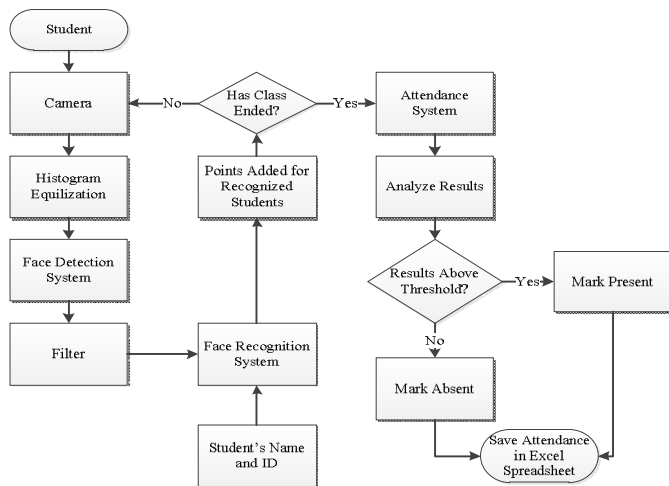 Student
Camera
Histogram
Equilization
Face Detection
System
Filter
Face Recognition
System
Student's Name
and ID
Points Added for
Recognized
Students
Has Class
Ended?
No
Yes
Attendance
System
Analyze Results
Results Above
Threshold?
Yes
Mark Present
No
Mark Absent
Save Attendance
in Excel
Spreadsheet